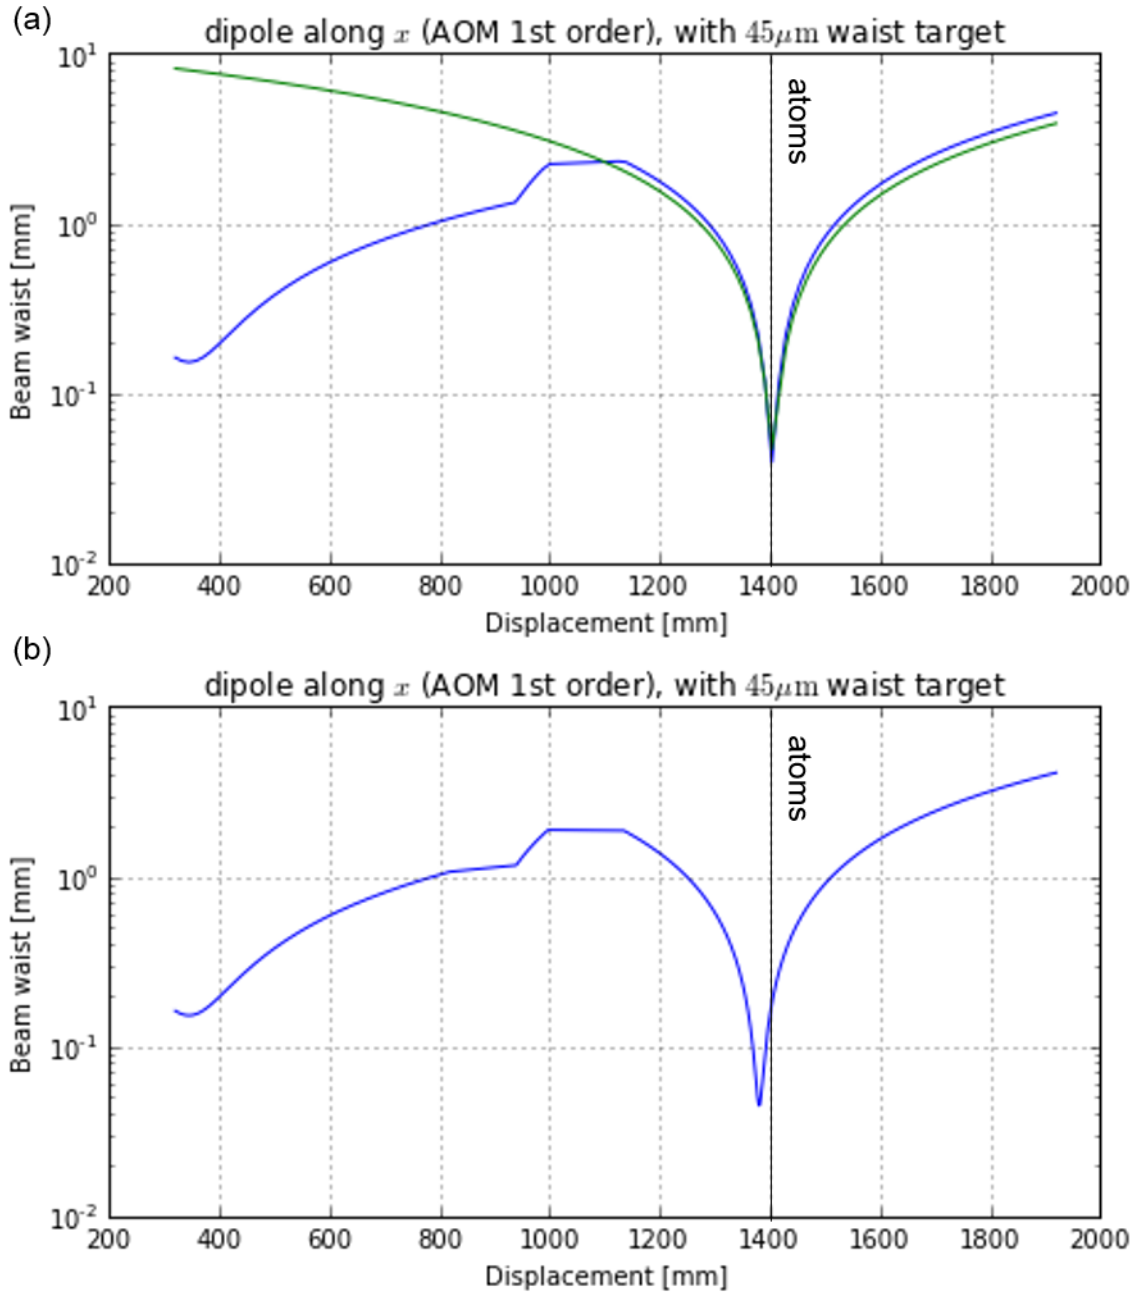 (a)
dipole along x (AOM 1st order), with 45μm waist target
10¹
10⁰
10⁻¹
10⁻²
Beam waist [mm]
atoms
200 400 600 800 1000 1200 1400 1600 1800 2000
Displacement [mm]
(b)
dipole along x (AOM 1st order), with 45μm waist target
10¹
10⁰
10⁻¹
10⁻²
Beam waist [mm]
atoms
200 400 600 800 1000 1200 1400 1600 1800 2000
Displacement [mm]